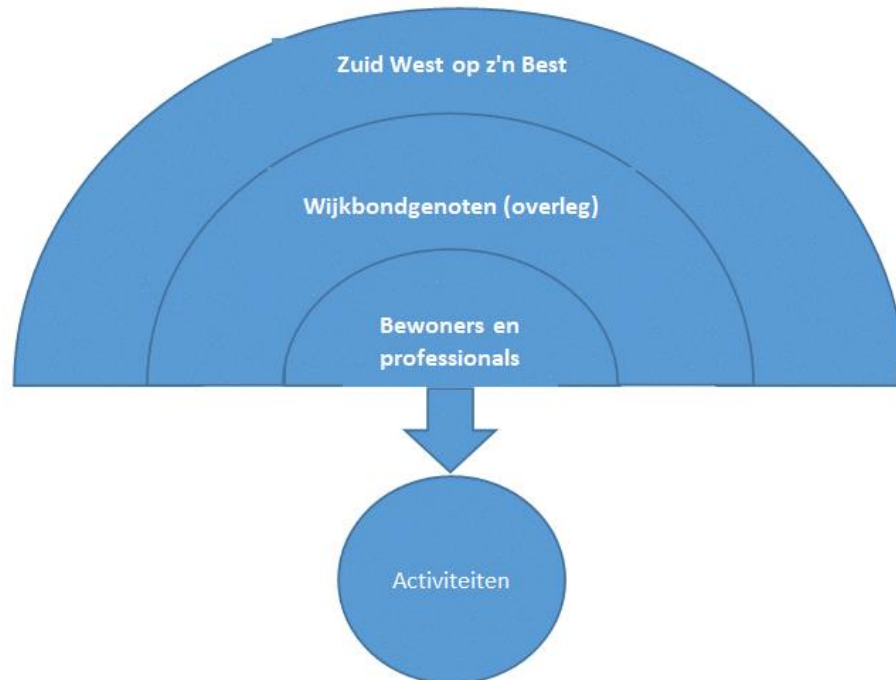 Zuid West op z'n Best
Wijkbondgenoten (overleg)
Bewoners en
professionals
Activiteiten